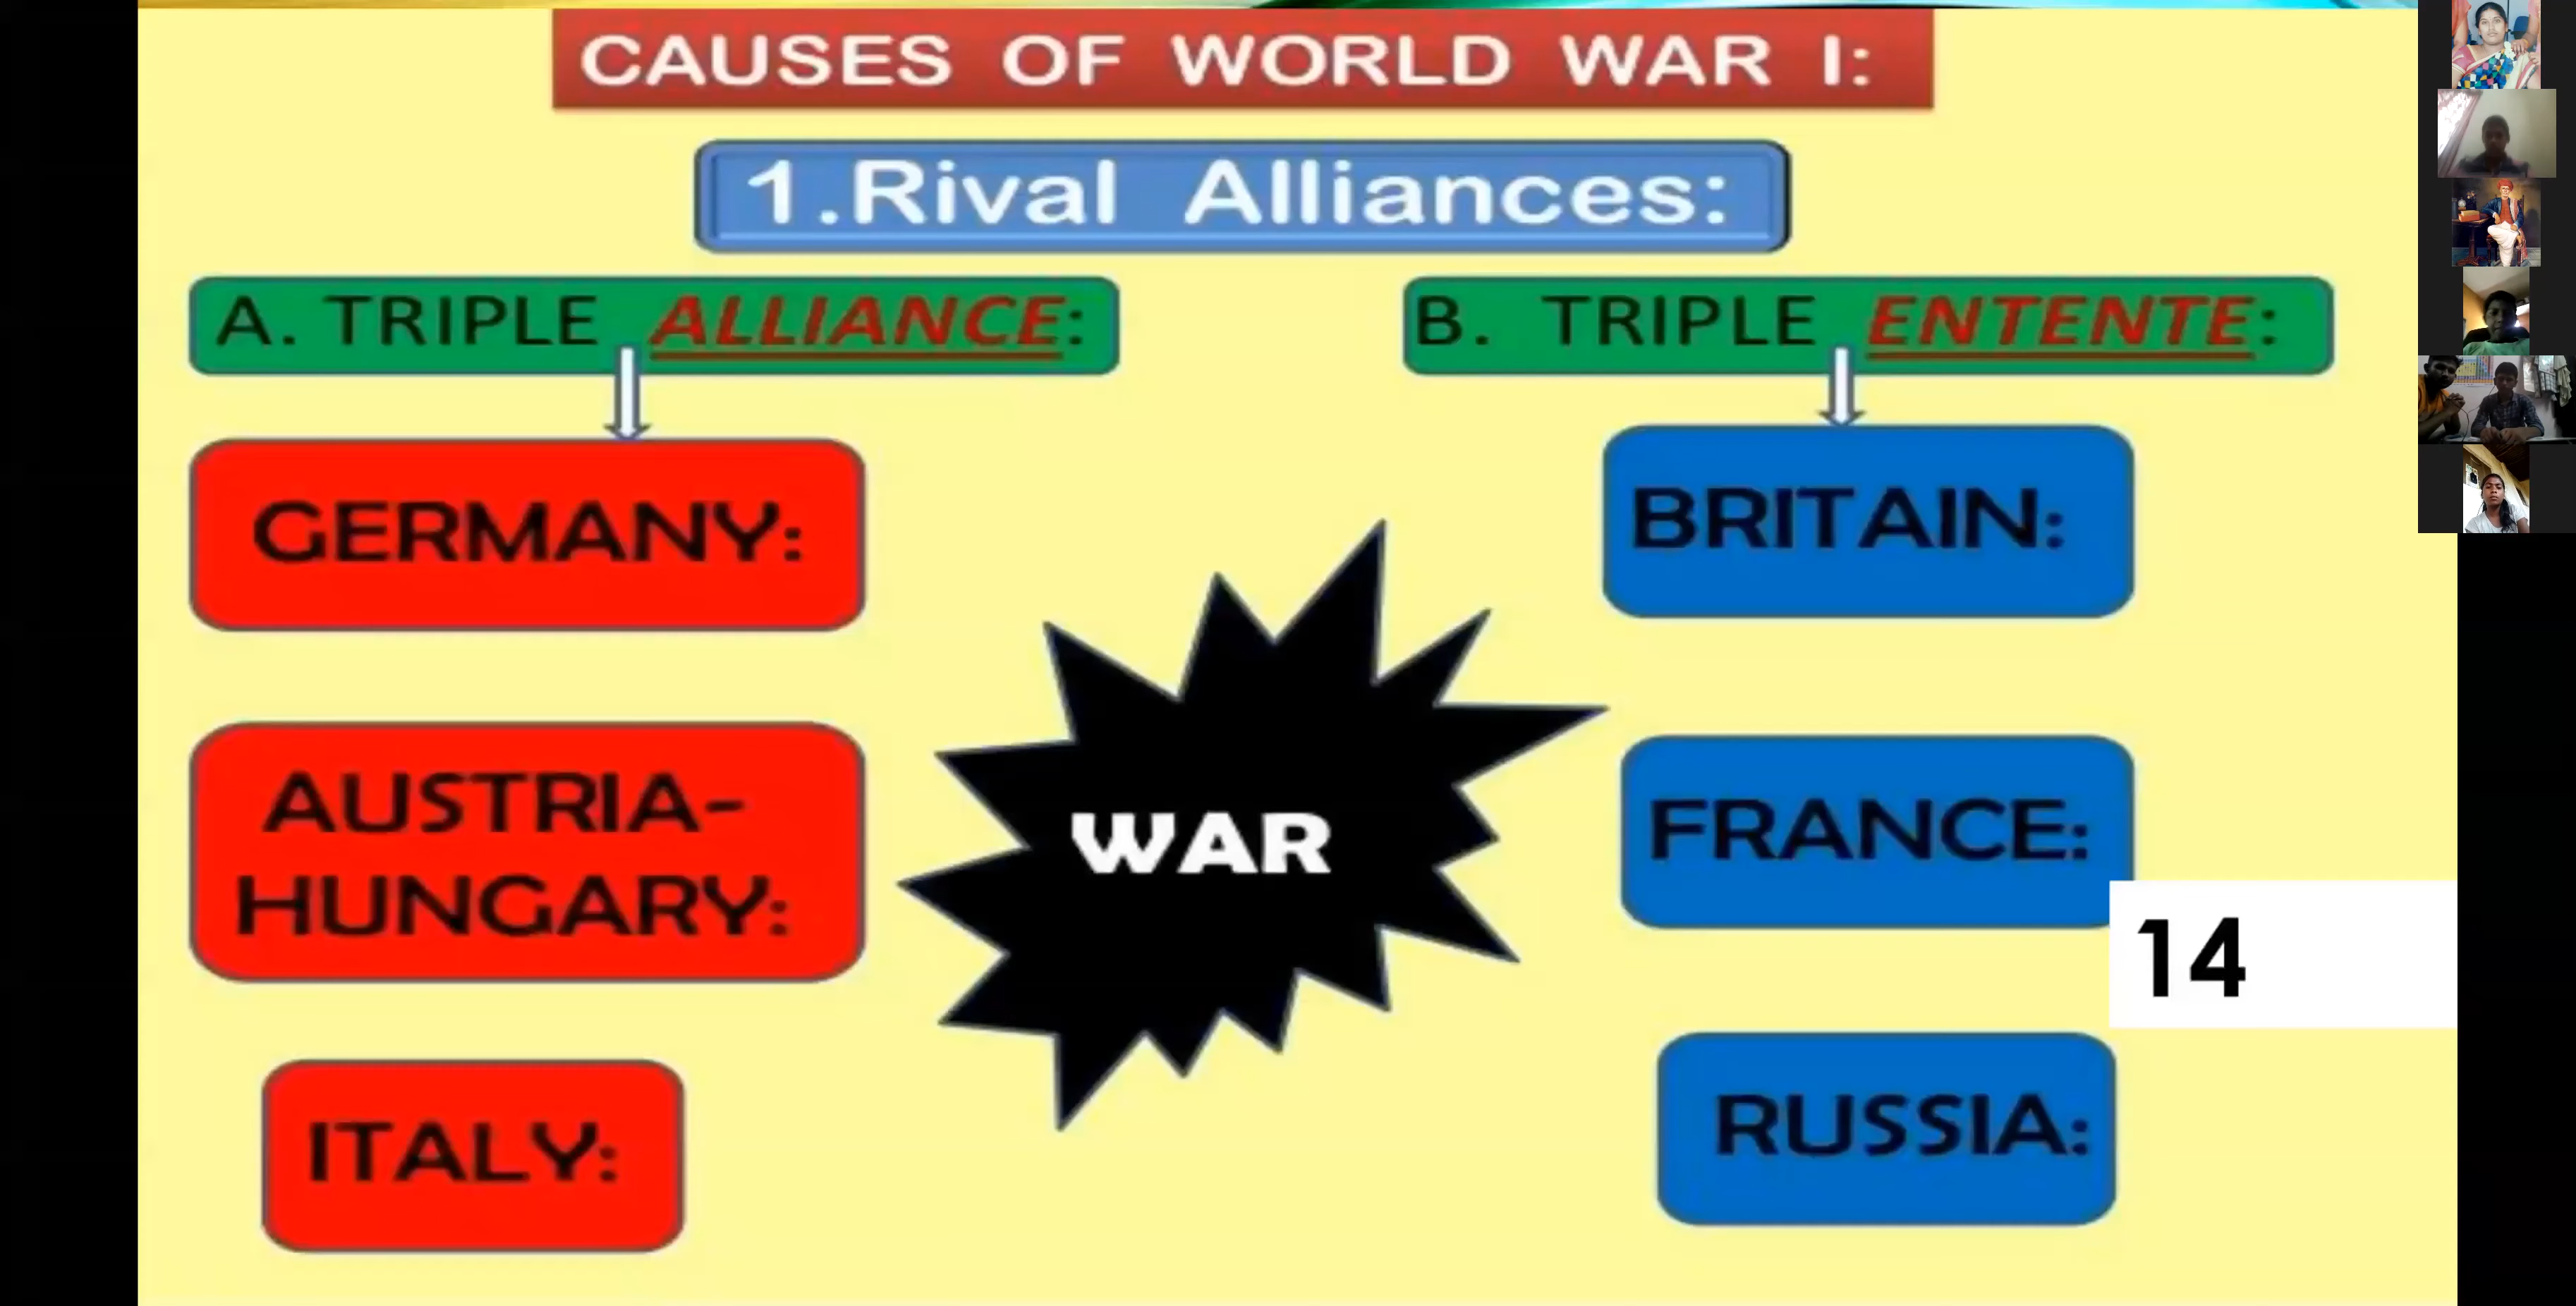 CAUSES OF WORLD WAR I:
1.Rival Alliances:
A. TRIPLE ALLIANCE:
GERMANY:
AUSTRIA-
HUNGARY:
ITALY:
WAR
B. TRIPLE ENTENTE:
BRITAIN:
FRANCE:
RUSSIA:
14